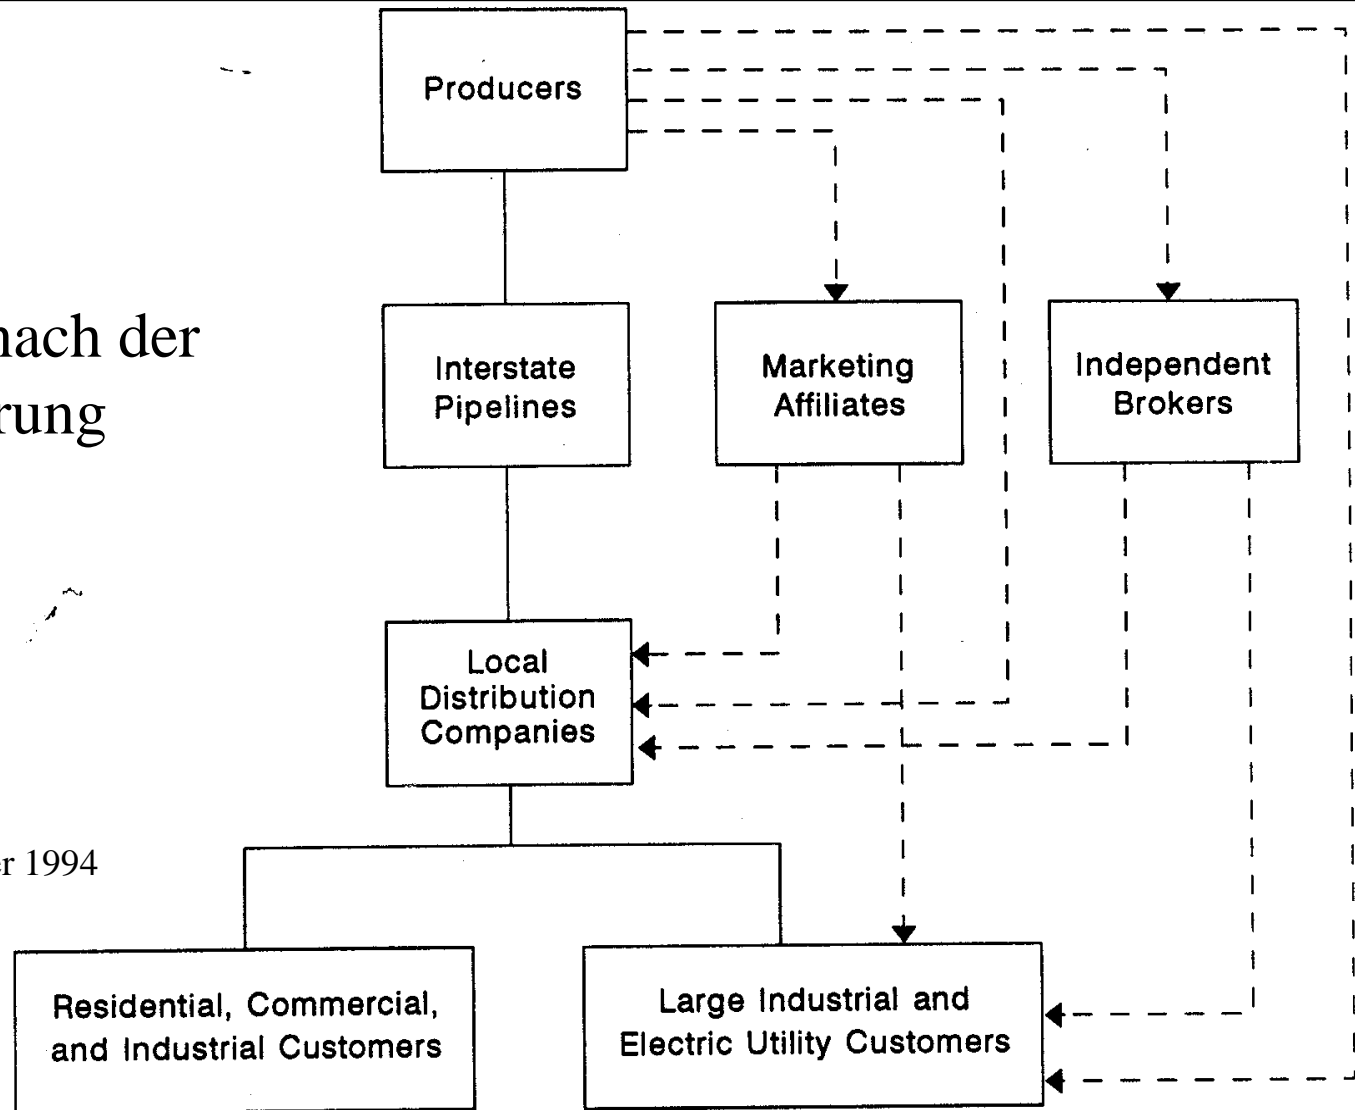 Producers
nach der
Interstate
Pipelines
Marketing
Affiliates
Independent
Brokers
Local
Distribution
Companies
1994
Residential, Commercial,
and Industrial Customers
Large Industrial and
Electric Utility Customers